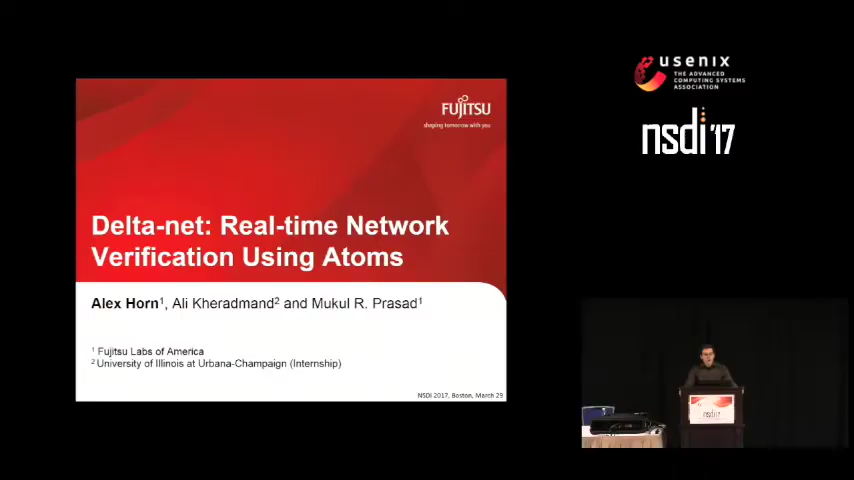 FUJITSU
shaping tomorrow with you
Delta-net: Real-time Network
Verification Using Atoms
Alex Horn¹, Ali Kheradmand² and Mukul R. Prasad¹
¹ Fujitsu Labs of America
² University of Illinois at Urbana-Champaign (Internship)
NSDI 2017, Boston, March 29
usenix
THE ADVANCED
COMPUTING SYSTEMS
ASSOCIATION
nsdi '17
nsdi'17